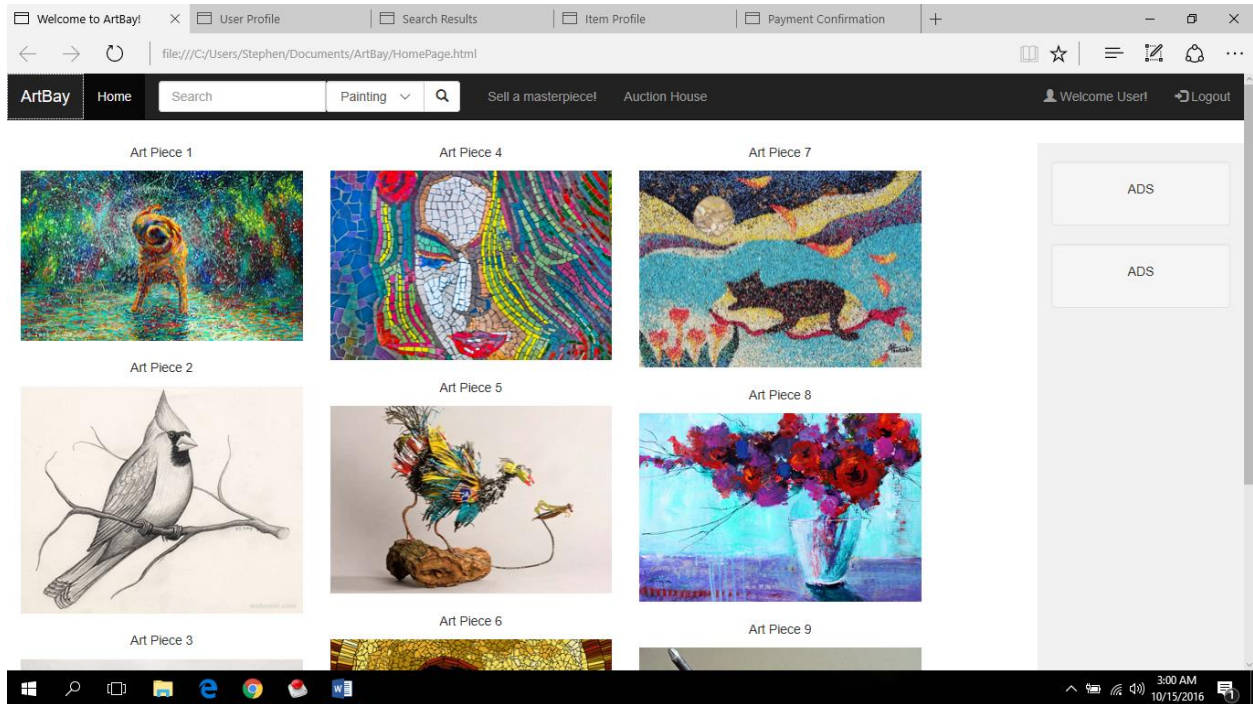 Welcome to ArtBay!
User Profile
Search Results
Item Profile
Payment Confirmation
file:///C:/Users/Stephen/Documents/ArtBay/HomePage.html
ArtBay Home Search Painting Sell a masterpiece! Auction House Welcome User! Logout
Art Piece 1
Art Piece 4
Art Piece 7
ADS
ADS
Art Piece 2
Art Piece 5
Art Piece 8
Art Piece 3
Art Piece 6
Art Piece 9
3:00 AM
10/15/2016
1